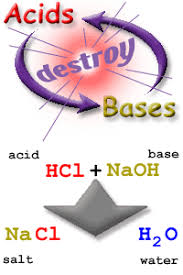 Acids
destroy
Bases
acid base
HCl + NaOH
NaCl H₂O
salt water